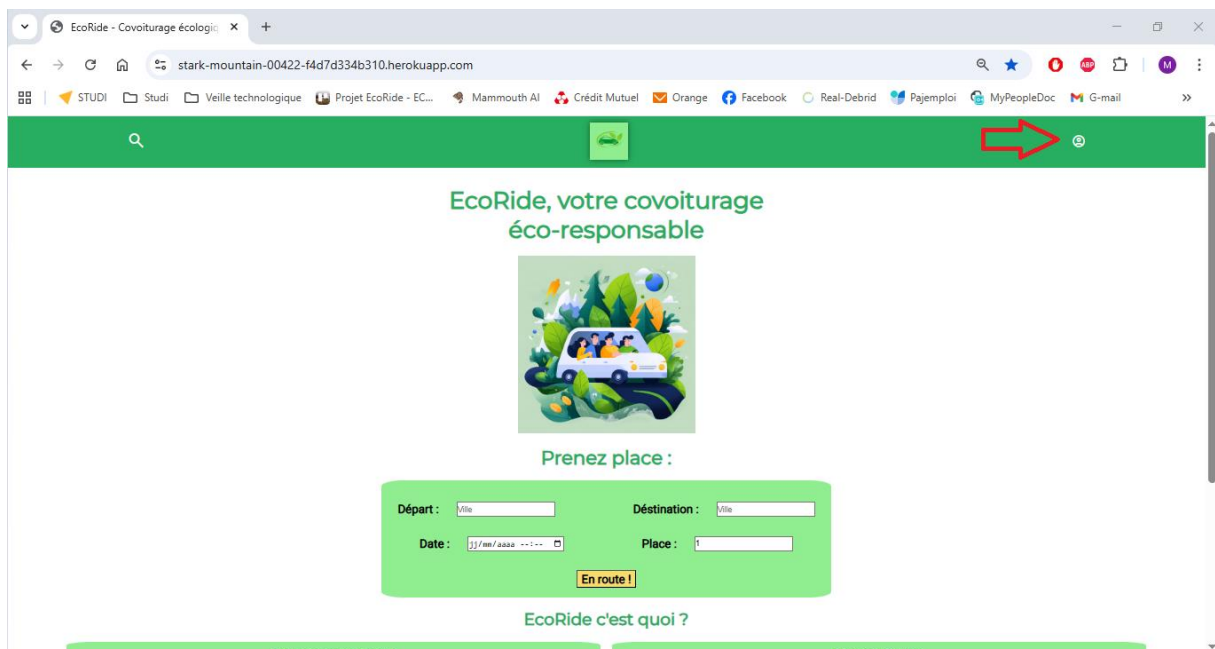 EcoRide - Covoiturage écologic
stark-mountain-00422-f4d7d334b310.herokuapp.com
ABP
M
STUDI Studi Veille technologique Projet EcoRide - EC... Mammouth AI Crédit Mutuel Orange Facebook Real-Debrid Pajemploi MyPeopleDoc G-mail
EcoRide, votre covoiturage
éco-responsable
Prenez place :
Départ : Ville Déstination : Ville
Date : jj/mm/aaaa --:-- Place : 1
En route !
EcoRide c'est quoi ?